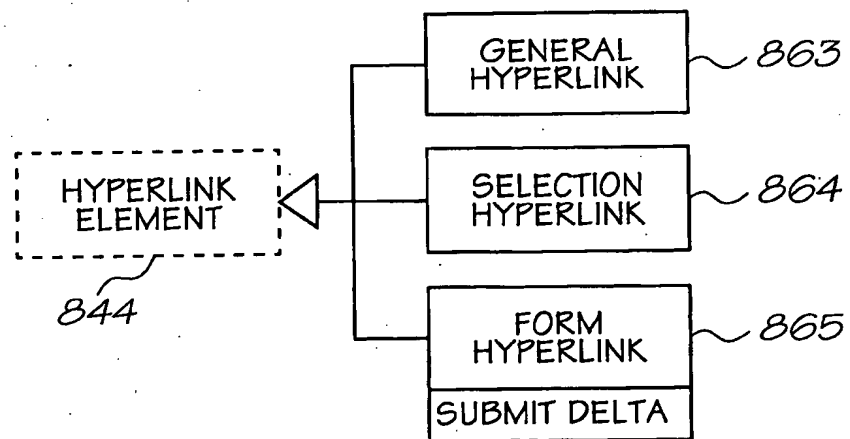 GENERAL
HYPERLINK
863
HYPERLINK
ELEMENT
844
SELECTION
HYPERLINK
864
FORM
HYPERLINK
865
SUBMIT DELTA